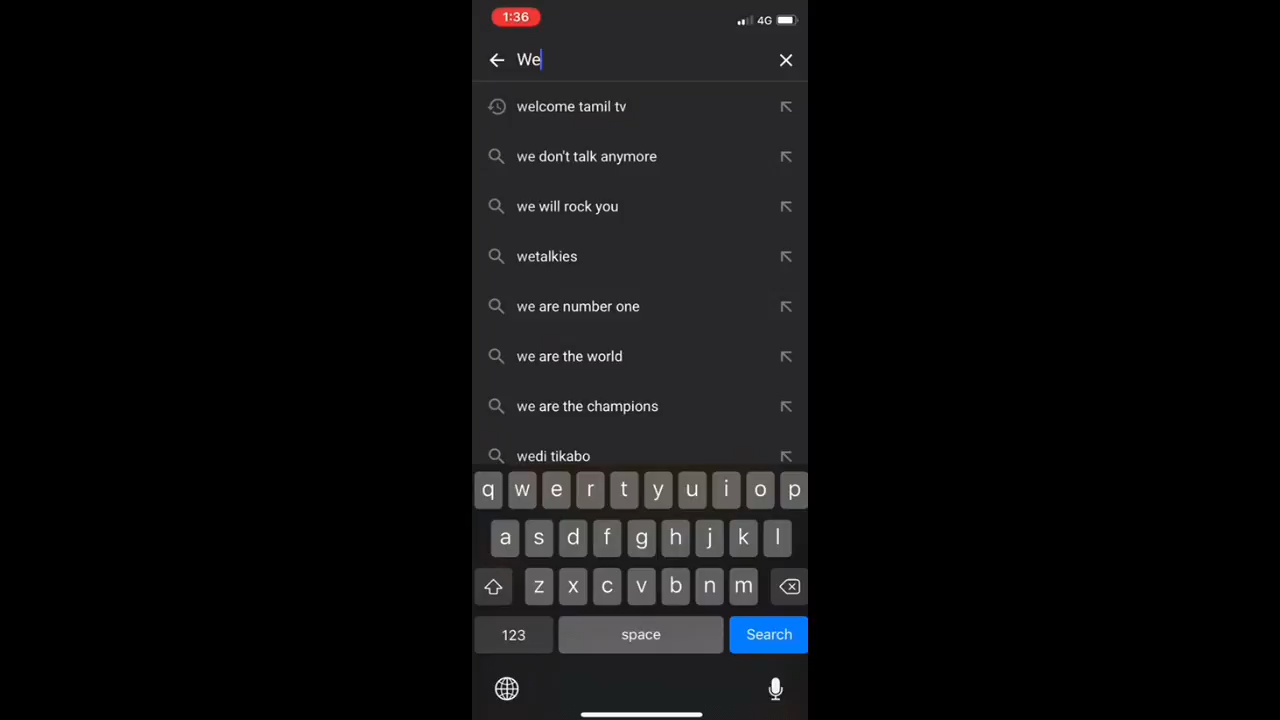 1:36
4G
We
welcome tamil tv
we don't talk anymore
we will rock you
wetalkies
we are number one
we are the world
we are the champions
wedi tikabo
q w e r t y u i o p
a s d f g h j k l
z x c v b n m
123 space Search